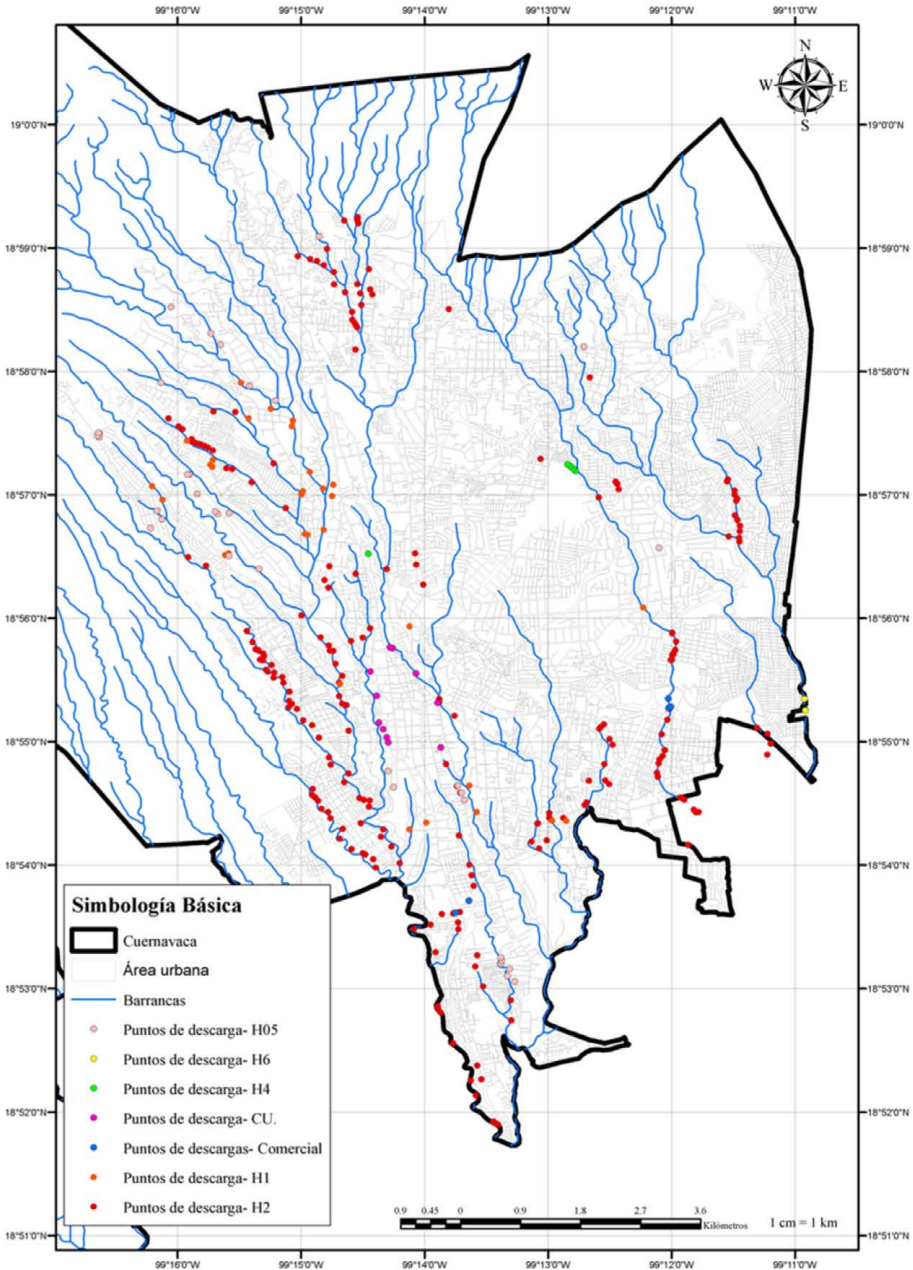 99°16'0"W 99°15'0"W 99°14'0"W 99°13'0"W 99°12'0"W 99°11'0"W
N
W E
S
19°0'0"N 19°0'0"N
18°59'0"N 18°59'0"N
18°58'0"N 18°58'0"N
18°57'0"N 18°57'0"N
18°56'0"N 18°56'0"N
18°55'0"N 18°55'0"N
18°54'0"N 18°54'0"N
18°53'0"N 18°53'0"N
18°52'0"N 18°52'0"N
18°51'0"N 18°51'0"N
Simbología Básica
Cuernavaca
Área urbana
Barrancas
Puntos de descarga- H05
Puntos de descarga- H6
Puntos de descarga- H4
Puntos de descarga- CU.
Puntos de descargas- Comercial
Puntos de descarga- H1
Puntos de descarga- H2
0.9 0.45 0 0.9 1.8 2.7 3.6
Kilómetros
1 cm = 1 km
99°16'0"W 99°15'0"W 99°14'0"W 99°13'0"W 99°12'0"W 99°11'0"W